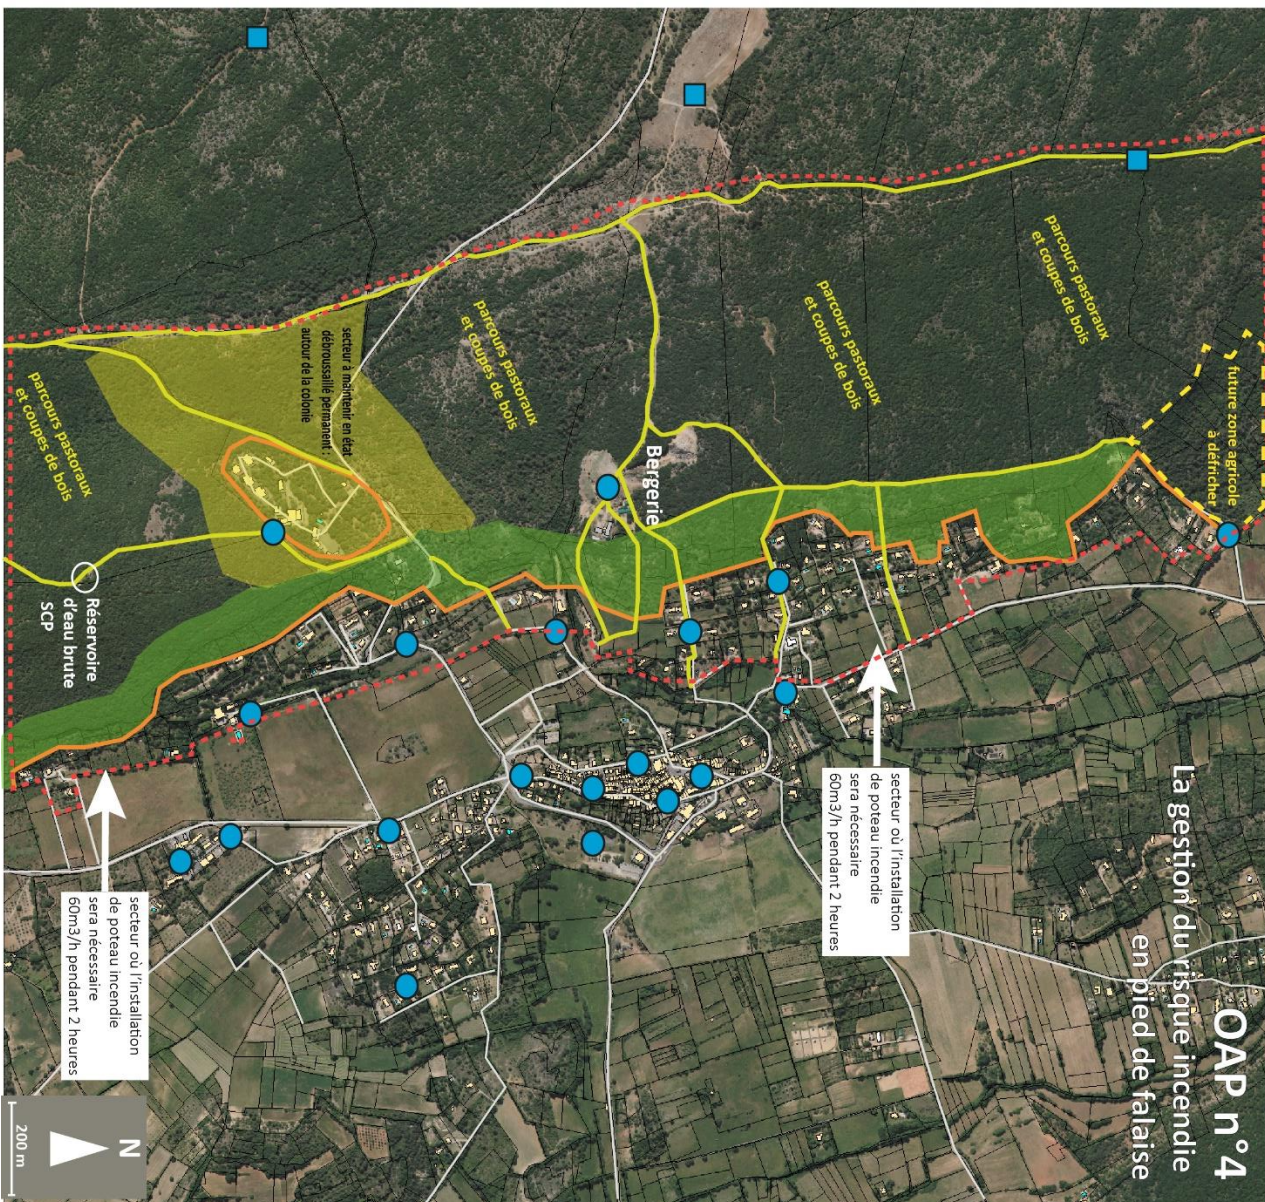 OAP n°4
La gestion du risque incendie
en pied de falaise
future zone agricole
à défricher
parcours pastoraux
et coupes de bois
parcours pastoraux
et coupes de bois
parcours pastoraux
et coupes de bois
parcours pastoraux
et coupes de bois
secteur à maintenir en état
débroussaillé permanent :
autour de la colonie
Bergerie
Réservoire
d'eau brute
SCP
secteur où l'installation
de poteau incendie
sera nécessaire
60m3/h pendant 2 heures
secteur où l'installation
de poteau incendie
sera nécessaire
60m3/h pendant 2 heures
N
200 m